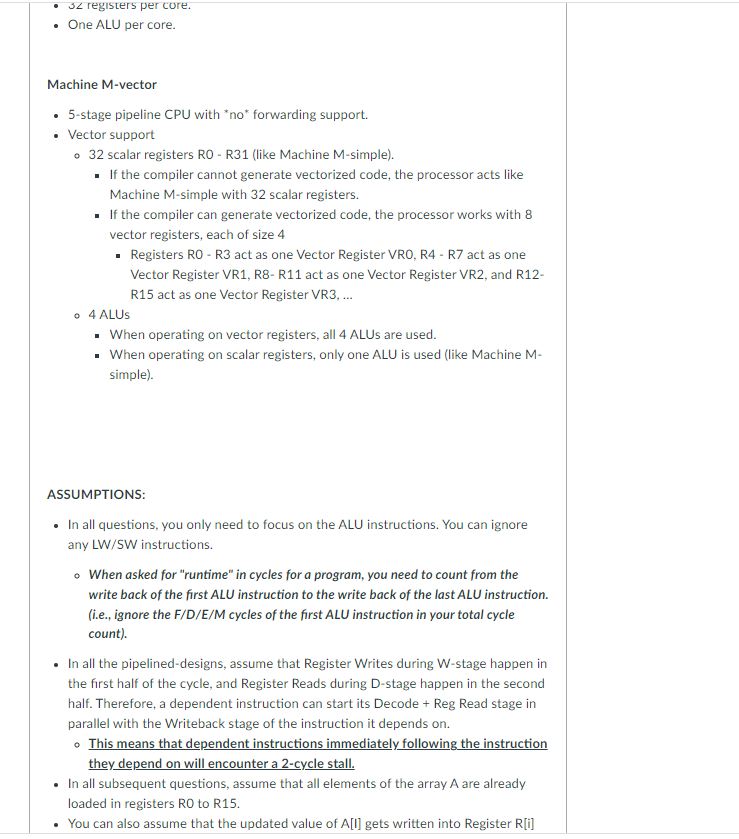 • 32 registers per core.
• One ALU per core.
Machine M-vector
• 5-stage pipeline CPU with *no* forwarding support.
• Vector support
∘ 32 scalar registers R0 - R31 (like Machine M-simple).
▪ If the compiler cannot generate vectorized code, the processor acts like
Machine M-simple with 32 scalar registers.
▪ If the compiler can generate vectorized code, the processor works with 8
vector registers, each of size 4
▪ Registers R0 - R3 act as one Vector Register VR0, R4 - R7 act as one
Vector Register VR1, R8- R11 act as one Vector Register VR2, and R12-
R15 act as one Vector Register VR3, ...
∘ 4 ALUs
▪ When operating on vector registers, all 4 ALUs are used.
▪ When operating on scalar registers, only one ALU is used (like Machine M-
simple).
ASSUMPTIONS:
• In all questions, you only need to focus on the ALU instructions. You can ignore
any LW/SW instructions.
∘ When asked for "runtime" in cycles for a program, you need to count from the
write back of the first ALU instruction to the write back of the last ALU instruction.
(i.e., ignore the F/D/E/M cycles of the first ALU instruction in your total cycle
count).
• In all the pipelined-designs, assume that Register Writes during W-stage happen in
the first half of the cycle, and Register Reads during D-stage happen in the second
half. Therefore, a dependent instruction can start its Decode + Reg Read stage in
parallel with the Writeback stage of the instruction it depends on.
∘ This means that dependent instructions immediately following the instruction
they depend on will encounter a 2-cycle stall.
• In all subsequent questions, assume that all elements of the array A are already
loaded in registers R0 to R15.
• You can also assume that the updated value of A[I] gets written into Register R[i]